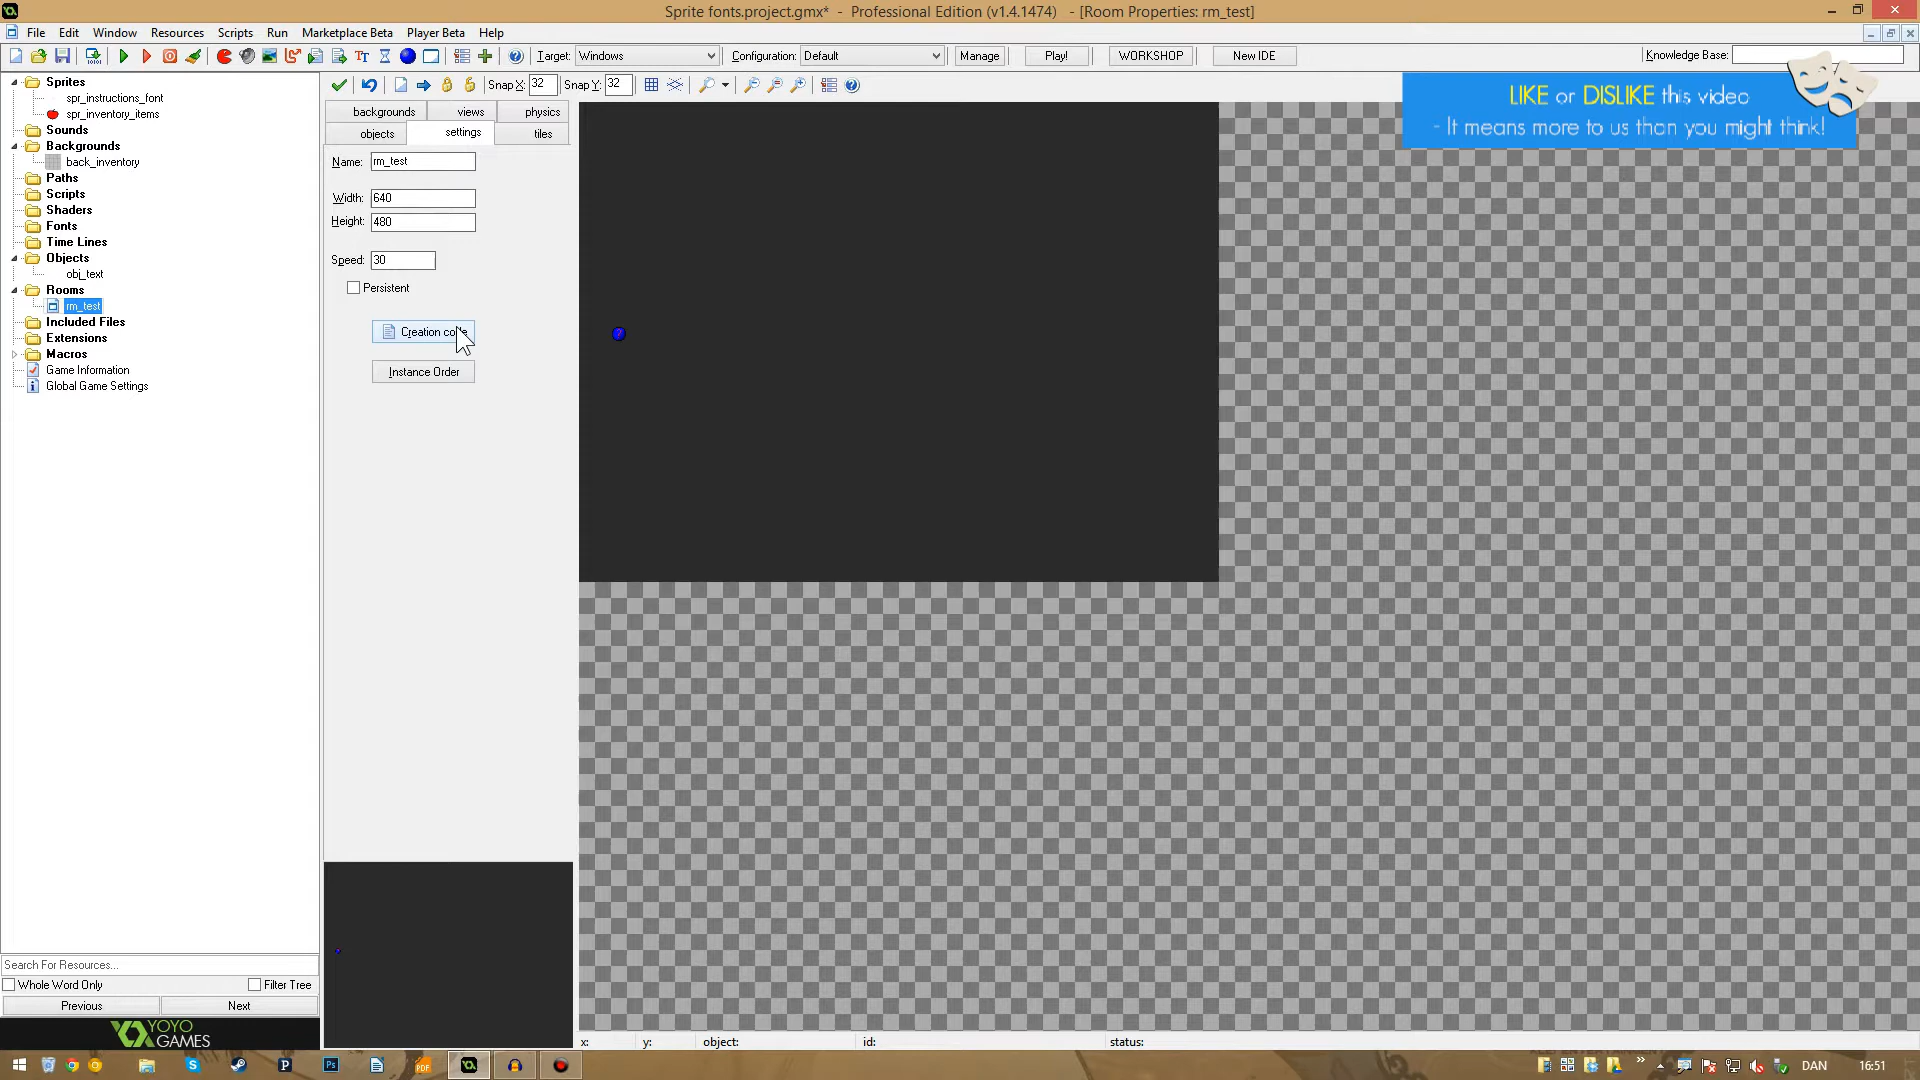 Sprite fonts.project.gmx* - Professional Edition (v1.4.1474) - [Room Properties: rm_test]
File Edit Window Resources Scripts Run Marketplace Beta Player Beta Help
Target: Windows Configuration: Default Manage Play! WORKSHOP New IDE Knowledge Base:
Snap X: 32 Snap Y: 32
LIKE or DISLIKE this video
- It means more to us than you might think!
Sprites
spr_instructions_font
spr_inventory_items
Sounds
Backgrounds
back_inventory
Paths
Scripts
Shaders
Fonts
Time Lines
Objects
obj_text
Rooms
rm_test
Included Files
Extensions
Macros
Game Information
Global Game Settings
backgrounds views physics
objects settings tiles
Name: rm_test
Width: 640
Height: 480
Speed: 30
Persistent
Creation code
Instance Order
Search For Resources...
Whole Word Only Filter Tree
Previous Next
YOYO
GAMES
x: y: object: id: status:
DAN 16:51